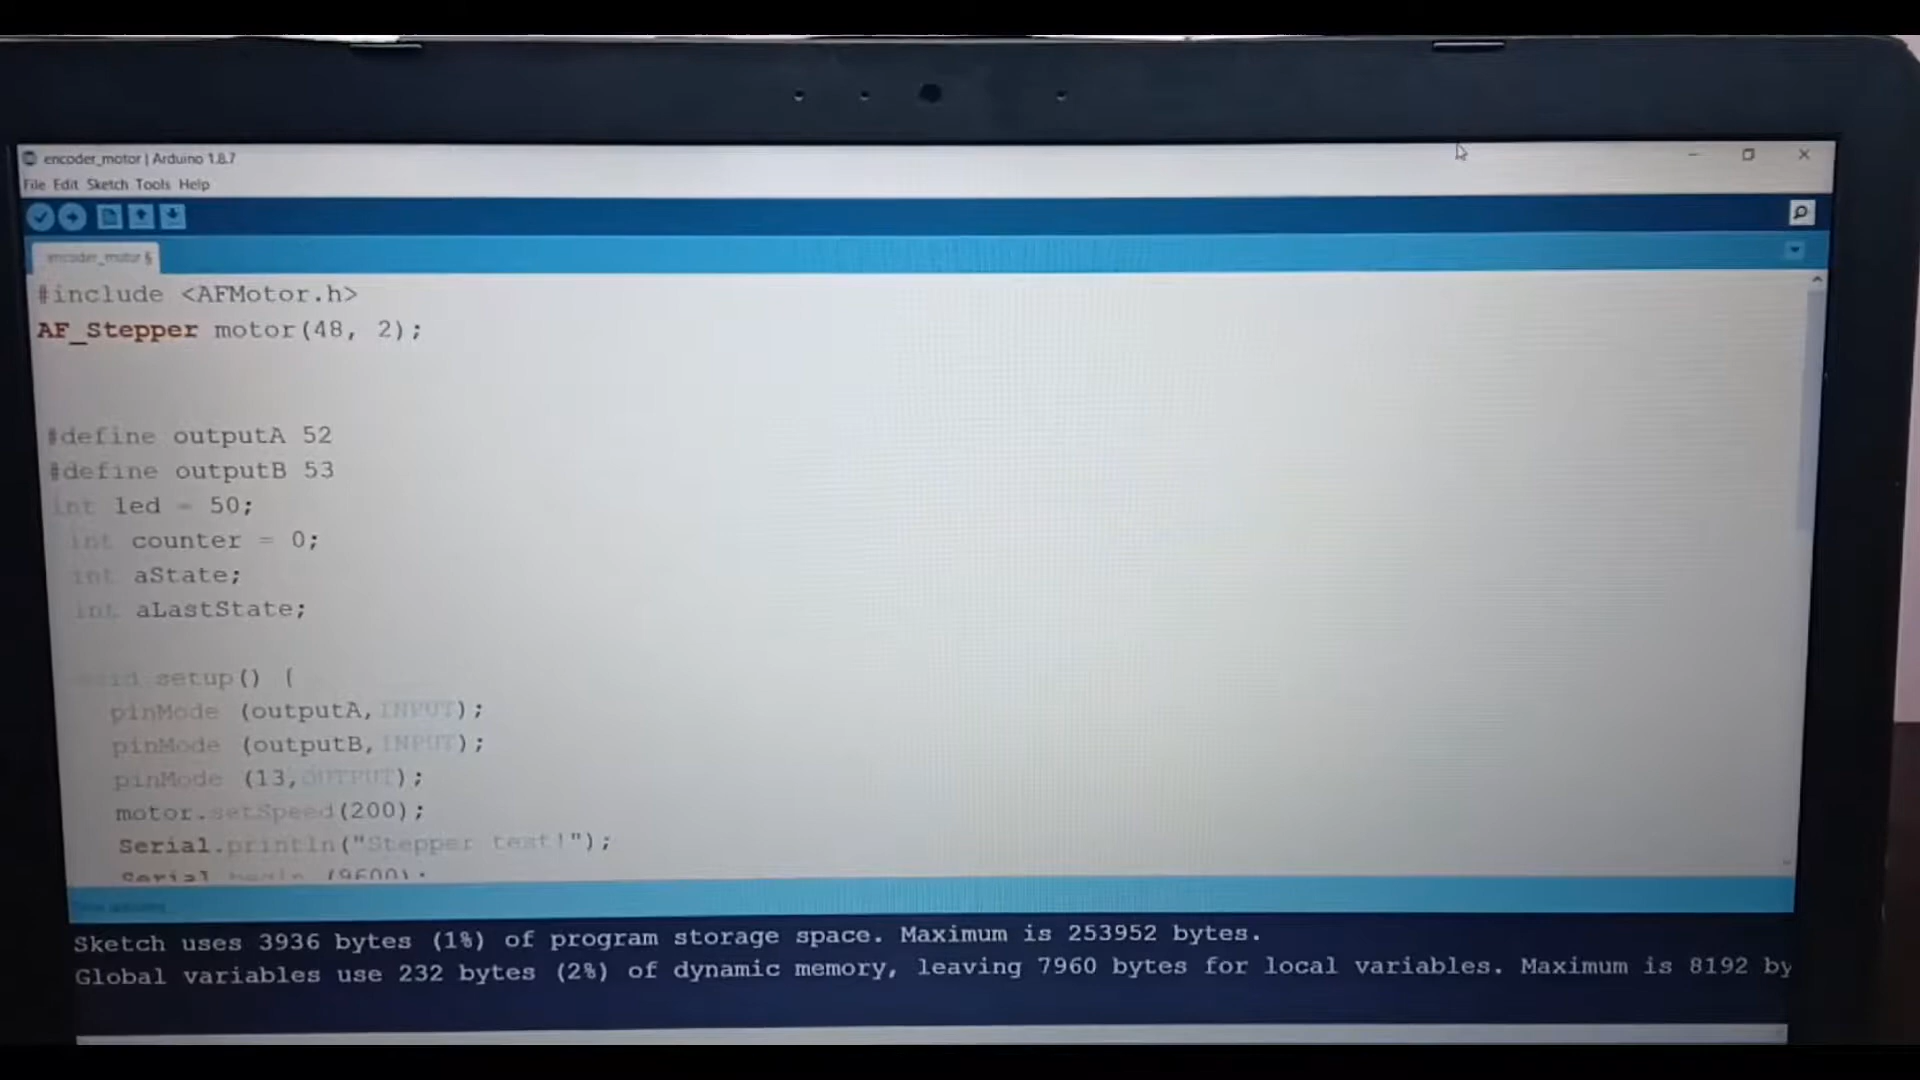 encoder_motor | Arduino 1.8.7
File Edit Sketch Tools Help
encoder_motor §
#include <AFMotor.h>
AF_Stepper motor(48, 2);
#define outputA 52
#define outputB 53
int led = 50;
int counter = 0;
int aState;
int aLastState;
void setup() {
pinMode (outputA,INPUT);
pinMode (outputB,INPUT);
pinMode (13,OUTPUT);
motor.setSpeed(200);
Serial.println("Stepper test!");
Serial.begin (9600);
Sketch uses 3936 bytes (1%) of program storage space. Maximum is 253952 bytes.
Global variables use 232 bytes (2%) of dynamic memory, leaving 7960 bytes for local variables. Maximum is 8192 by